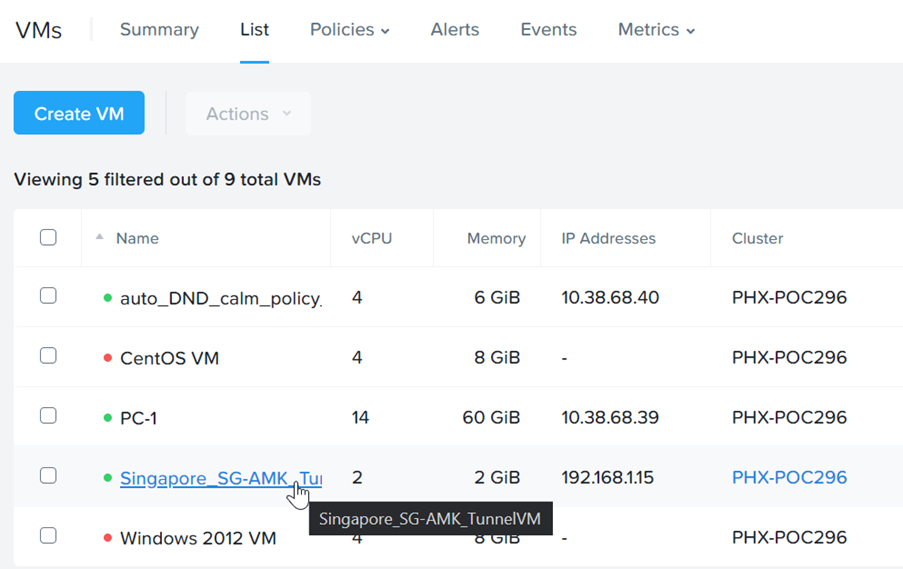 VMs Summary List Policies Alerts Events Metrics
Create VM Actions
Viewing 5 filtered out of 9 total VMs
Name vCPU Memory IP Addresses Cluster
auto_DND_calm_policy_ 4 6 GiB 10.38.68.40 PHX-POC296
CentOS VM 4 8 GiB - PHX-POC296
PC-1 14 60 GiB 10.38.68.39 PHX-POC296
Singapore_SG-AMK_Tu 2 2 GiB 192.168.1.15 PHX-POC296
Singapore_SG-AMK_TunnelVM
Windows 2012 VM 4 8 GiB - PHX-POC296